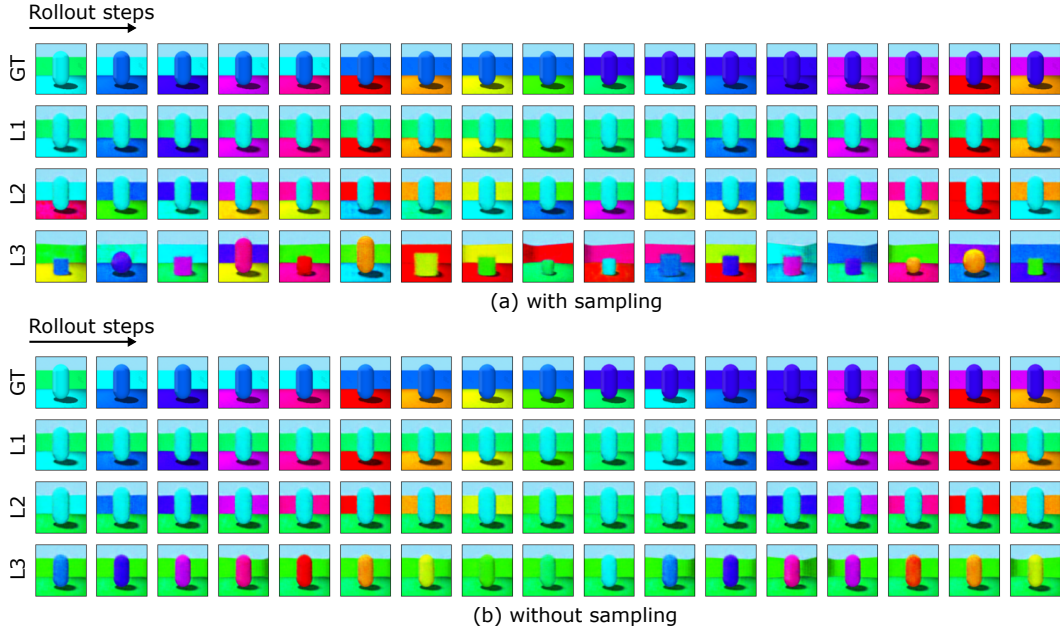 Rollout steps
GT
L1
L2
L3
(a) with sampling
Rollout steps
GT
L1
L2
L3
(b) without sampling